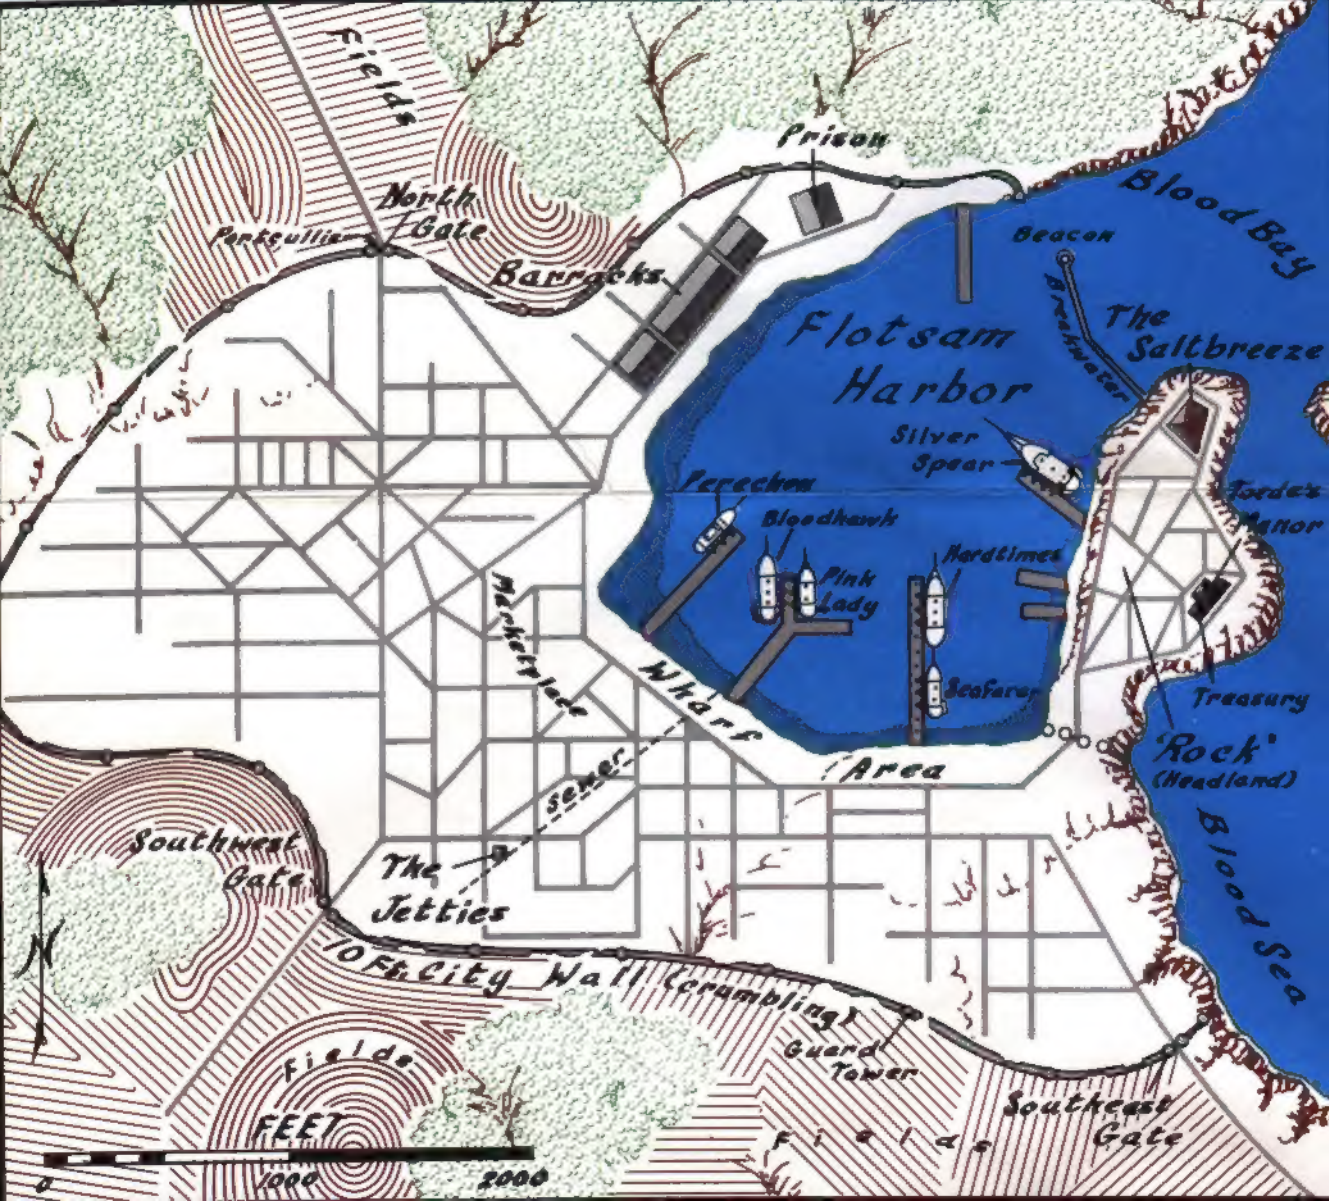 Fields
Prison
Blood Bay
North
Gate
Portcullis
Beacon
Breakwater
Barracks
The
Saltbreeze
Flotsam
Harbor
Silver
Spear
Perechon
Bloodhawk
Toede's
Manor
Hardtimes
Pink
Lady
Marketplace
Wharf
Seafarer
Treasury
'Rock'
(Headland)
Area
sewer
Southwest
Gate
The
Jetties
Blood Sea
N
10 Ft. City Wall (crumbling)
Guard
Tower
Fields
Southeast
Gate
FEET
Fields
0 1000 2000